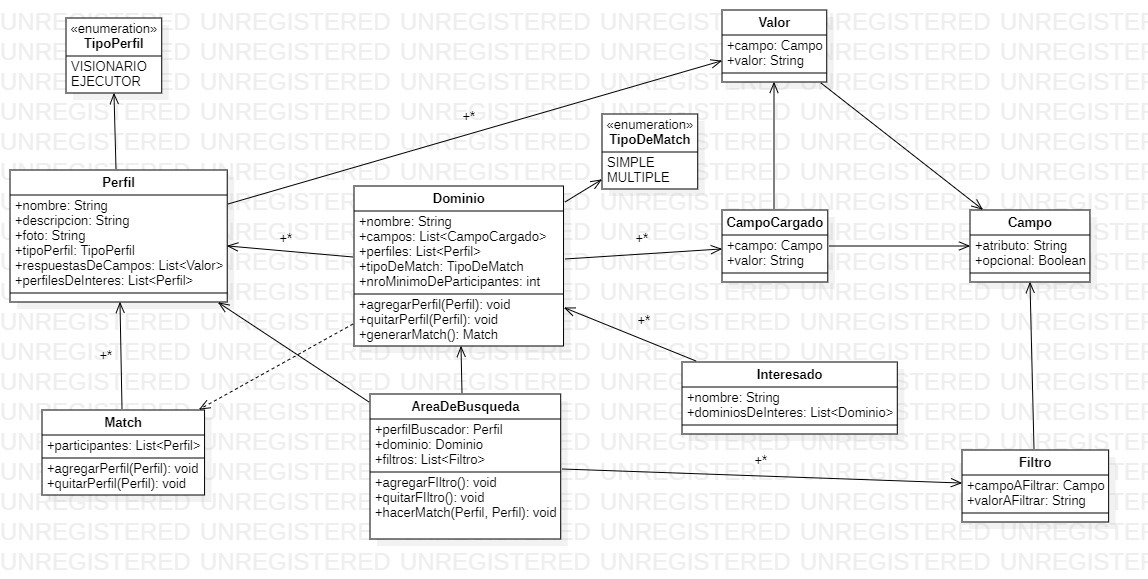 «enumeration»
TipoPerfil
VISIONARIO
EJECUTOR
Valor
+campo: Campo
+valor: String
+*
«enumeration»
TipoDeMatch
SIMPLE
MULTIPLE
Perfil
+nombre: String
+descripcion: String
+foto: String
+tipoPerfil: TipoPerfil
+respuestasDeCampos: List<Valor>
+perfilesDeInteres: List<Perfil>
+*
Dominio
+nombre: String
+campos: List<CampoCargado>
+perfiles: List<Perfil>
+tipoDeMatch: TipoDeMatch
+nroMinimoDeParticipantes: int
+agregarPerfil(Perfil): void
+quitarPerfil(Perfil): void
+generarMatch(): Match
+*
CampoCargado
+campo: Campo
+valor: String
Campo
+atributo: String
+opcional: Boolean
+*
+*
Interesado
+nombre: String
+dominiosDeInteres: List<Dominio>
Match
+participantes: List<Perfil>
+agregarPerfil(Perfil): void
+quitarPerfil(Perfil): void
AreaDeBusqueda
+perfilBuscador: Perfil
+dominio: Dominio
+filtros: List<Filtro>
+agregarFIltro(): void
+quitarFIltro(): void
+hacerMatch(Perfil, Perfil): void
+*
Filtro
+campoAFiltrar: Campo
+valorAFiltrar: String
UNREGISTERED